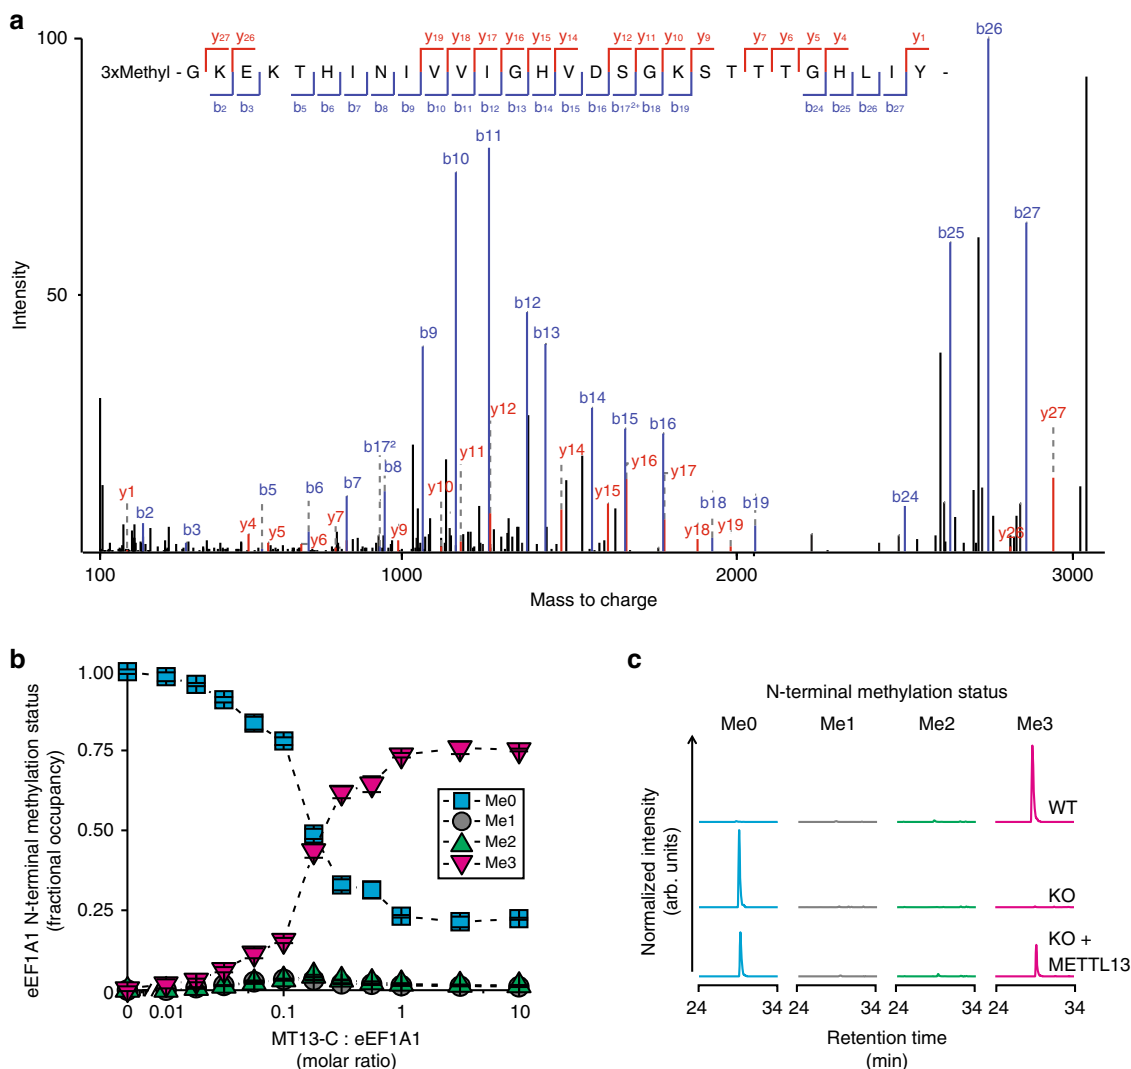 a
100
50
Intensity
y27 y26 y19 y18 y17 y16 y15 y14 y12 y11 y10 y9 y7 y6 y5 y4 y1
3xMethyl - G K E K T H I N I V V I G H V D S G K S T T T G H L I Y -
b2 b3 b5 b6 b7 b8 b9 b10 b11 b12 b13 b14 b15 b16 b17²⁺ b18 b19 b24 b25 b26 b27
b26
b11
b10
b27
b25
b12
b9
b13
b14
y12
y27
b15
b16
b17²
y11
y14
b8
y16
y17
b5
b6
b7
y10
y1
y15
b18
b19
b24
b2
y7
b3
y4
y5
y6
y9
y18
y19
y26
100
1000
2000
3000
Mass to charge
b
eEF1A1 N-terminal methylation status
(fractional occupancy)
1.00
0.75
0.50
0.25
0
Me0
Me1
Me2
Me3
0
0.01
0.1
1
10
MT13-C : eEF1A1
(molar ratio)
c
N-terminal methylation status
Me0 Me1 Me2 Me3
Normalized intensity
(arb. units)
WT
KO
KO +
METTL13
24 34 24 34 24 34 24 34
Retention time
(min)